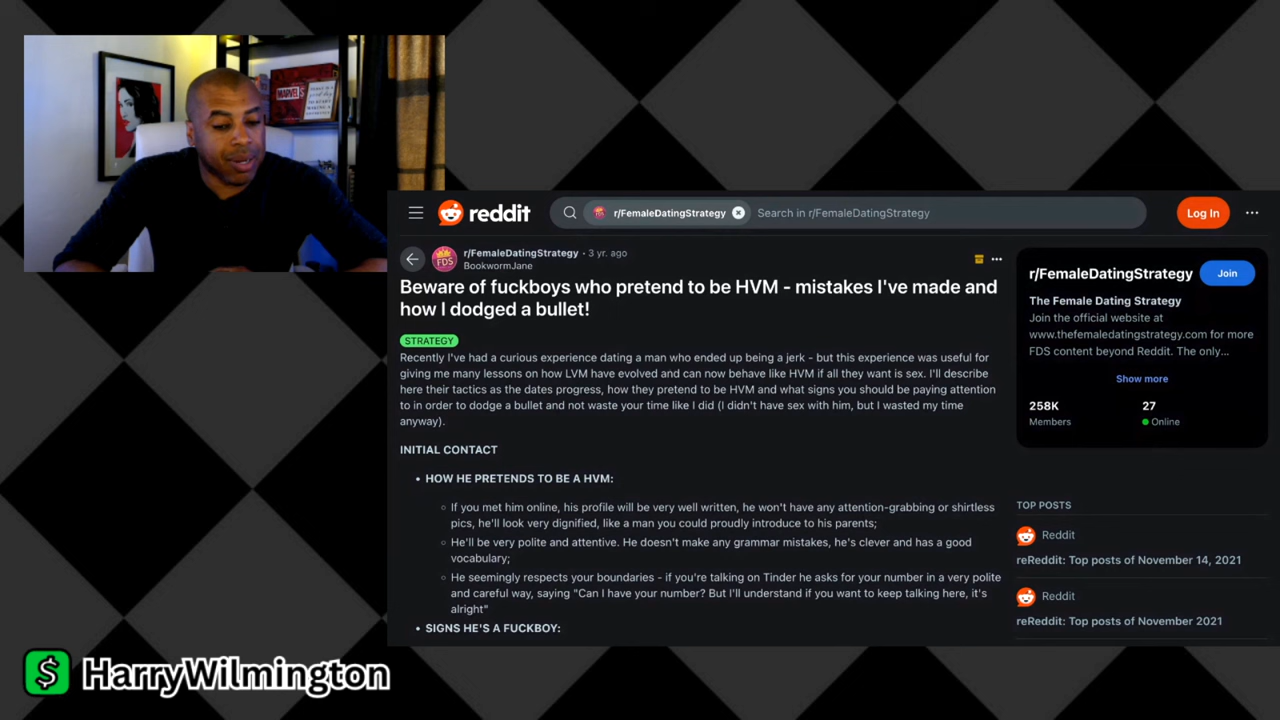 MARVEL
reddit
r/FemaleDatingStrategy
Search in r/FemaleDatingStrategy
Log In
r/FemaleDatingStrategy • 3 yr. ago
BookwormJane
FDS
Beware of fuckboys who pretend to be HVM - mistakes I've made and
how I dodged a bullet!
STRATEGY
Recently I've had a curious experience dating a man who ended up being a jerk - but this experience was useful for
giving me many lessons on how LVM have evolved and can now behave like HVM if all they want is sex. I'll describe
here their tactics as the dates progress, how they pretend to be HVM and what signs you should be paying attention
to in order to dodge a bullet and not waste your time like I did (I didn't have sex with him, but I wasted my time
anyway).
INITIAL CONTACT
• HOW HE PRETENDS TO BE A HVM:
○ If you met him online, his profile will be very well written, he won't have any attention-grabbing or shirtless
pics, he'll look very dignified, like a man you could proudly introduce to his parents;
○ He'll be very polite and attentive. He doesn't make any grammar mistakes, he's clever and has a good
vocabulary;
○ He seemingly respects your boundaries - if you're talking on Tinder he asks for your number in a very polite
and careful way, saying "Can I have your number? But I'll understand if you want to keep talking here, it's
alright"
• SIGNS HE'S A FUCKBOY:
r/FemaleDatingStrategy
Join
The Female Dating Strategy
Join the official website at
www.thefemaledatingstrategy.com for more
FDS content beyond Reddit. The only...
Show more
258K
27
Members
Online
TOP POSTS
Reddit
reReddit: Top posts of November 14, 2021
Reddit
reReddit: Top posts of November 2021
$ HarryWilmington